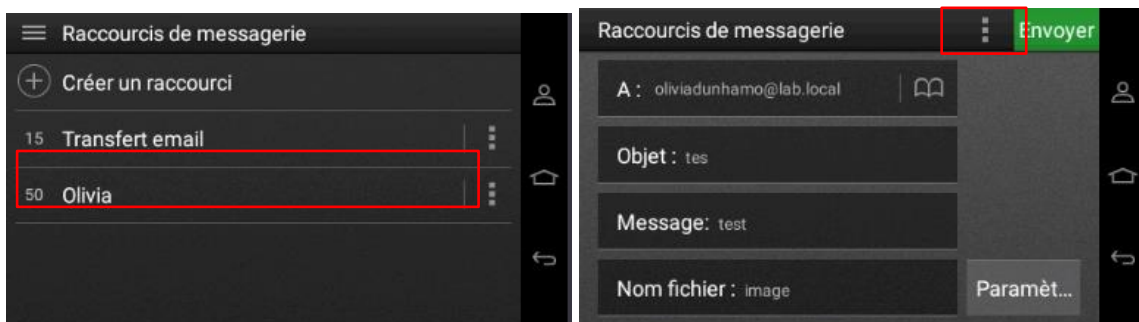 Raccourcis de messagerie
Créer un raccourci
15 Transfert email
50 Olivia
Raccourcis de messagerie
Envoyer
A : oliviadunhamo@lab.local
Objet : tes
Message: test
Nom fichier : image
Paramèt...